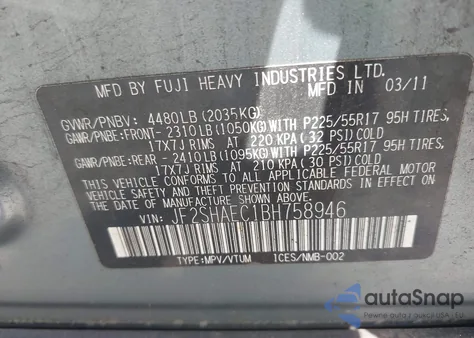 MFD BY FUJI HEAVY INDUSTRIES LTD.
03/11
GVWR/PNBV: 4480LB(2035KG)
GAWR/PNBE:FRONT- 2310LB(1050KG)WITH P225/55R17 95H TIRES,
17X7J RIMS AT 220 KPA(32 PSI)COLD
GAWR/PNBE:REAR -2410LB(1095KG)WITH P225/55R17 95H TIRES,
17X7J RIMS AT 210 KPA(30 PSI)COLD
THIS VEHICLE CONFORMS TO ALL APPLICABLE FEDERAL MOTOR
VEHICLE SAFETY AND BUMPER STANDARDS IN EFFECT ON THE DATE
OF MANUFACTURE SHOWN ABOVE.
VIN: JF2SHAEC1BH758946
TYPE:MPV/VTUM ICES/NMB-002
autoSnap